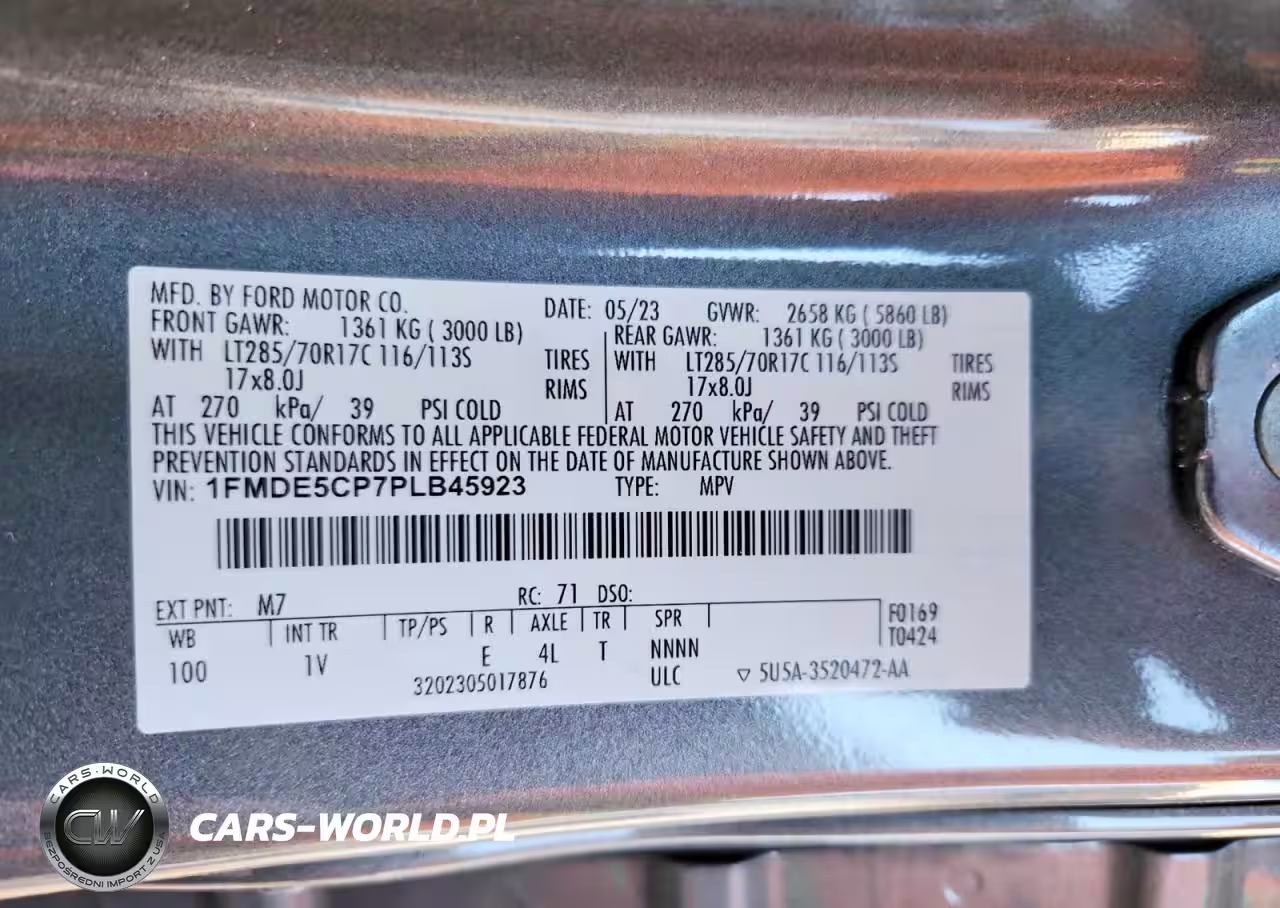 MFD. BY FORD MOTOR CO. DATE: 05/23 GVWR: 2658 KG ( 5860 LB)
FRONT GAWR: 1361 KG ( 3000 LB) REAR GAWR: 1361 KG ( 3000 LB)
WITH LT285/70R17C 116/113S TIRES WITH LT285/70R17C 116/113S TIRES
17x8.0J RIMS 17x8.0J RIMS
AT 270 kPa/ 39 PSI COLD AT 270 kPa/ 39 PSI COLD
THIS VEHICLE CONFORMS TO ALL APPLICABLE FEDERAL MOTOR VEHICLE SAFETY AND THEFT
PREVENTION STANDARDS IN EFFECT ON THE DATE OF MANUFACTURE SHOWN ABOVE.
VIN: 1FMDE5CP7PLB45923 TYPE: MPV
EXT PNT: M7 RC: 71 DSO:
WB INT TR TP/PS R AXLE TR SPR F0169
T0424
100 1V E 4L T NNNN
3202305017876 ULC ▽ 5U5A-3520472-AA
CARS-WORLD
CW
BEZPOŚREDNI IMPORT Z USA
CARS-WORLD.PL